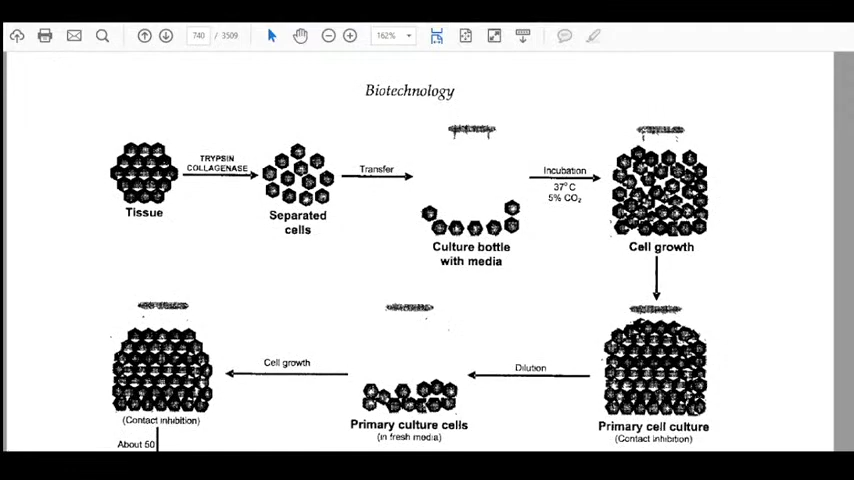 740 / 3509
162%
Biotechnology
TRYPSIN
COLLAGENASE
Tissue
Separated
cells
Transfer
Culture bottle
with media
Incubation
37°C
5% CO₂
Cell growth
Cell growth
(Contact inhibition)
About 50
Primary culture cells
(in fresh media)
Dilution
Primary cell culture
(Contact inhibition)